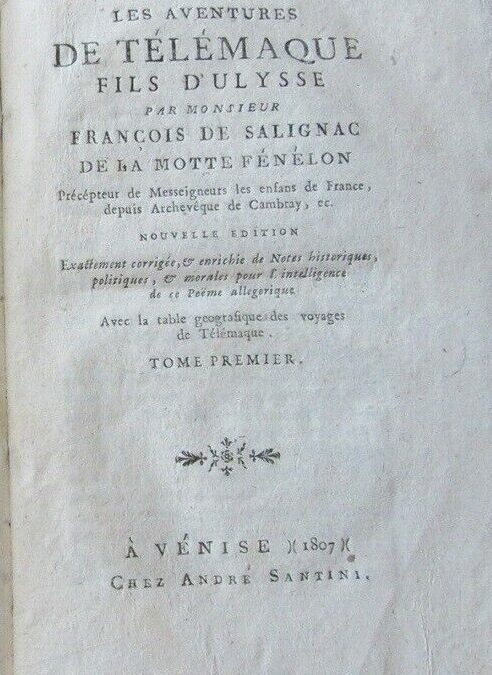 LES AVENTURES
DE TÉLÉMAQUE
FILS D'ULYSSE
PAR MONSIEUR
FRANÇOIS DE SALIGNAC
DE LA MOTTE FÉNÉLON
Précépteur de Messeigneurs les enfans de France,
depuis Archevéque de Cambray, ec.
NOUVELLE EDITION
Exactement corrigée, & enrichie de Notes historiques,
politiques, & morales pour l'intelligence
de ce Poëme allegorique
Avec la table geografique des voyages
de Télémaque.
TOME PREMIER.
À VÉNISE )( 1807 )(
CHEZ ANDRÉ SANTINI.